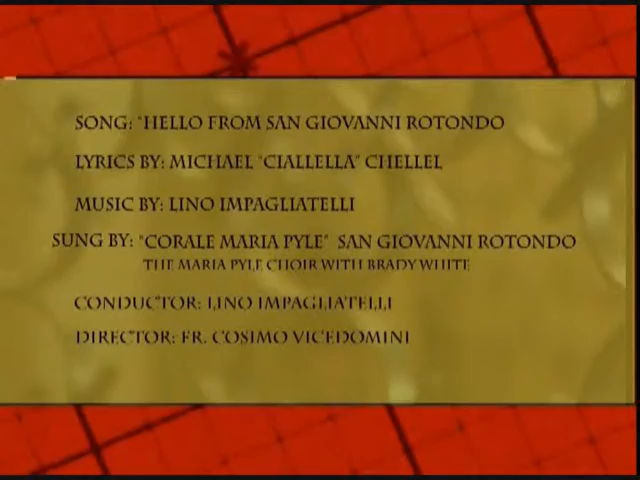 SONG: "HELLO FROM SAN GIOVANNI ROTONDO
LYRICS BY: MICHAEL "CIALLELLA" CHELLEL
MUSIC BY: LINO IMPAGLIATELLI
SUNG BY: "CORALE MARIA PYLE" SAN GIOVANNI ROTONDO
THE MARIA PYLE CHOIR WITH BRADY WHITE
CONDUCTOR: LINO IMPAGLIATELLI
DIRECTOR: FR. COSIMO VICEDOMINI